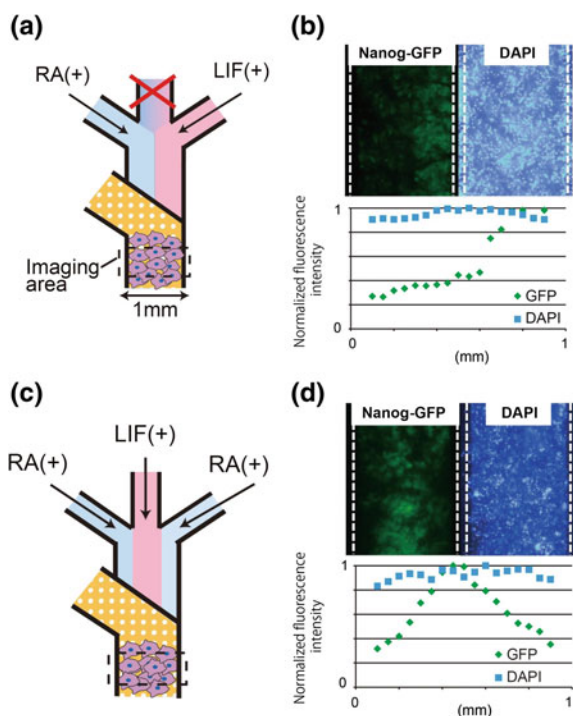 (a)
RA(+)
LIF(+)
Imaging
area
1mm
(b)
Nanog-GFP
DAPI
Normalized fluorescence
intensity
1
0
GFP
DAPI
0
1
(mm)
(c)
LIF(+)
RA(+)
RA(+)
(d)
Nanog-GFP
DAPI
Normalized fluorescence
intensity
1
0
GFP
DAPI
0
1
(mm)